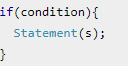 if(condition){
Statement(s);
}